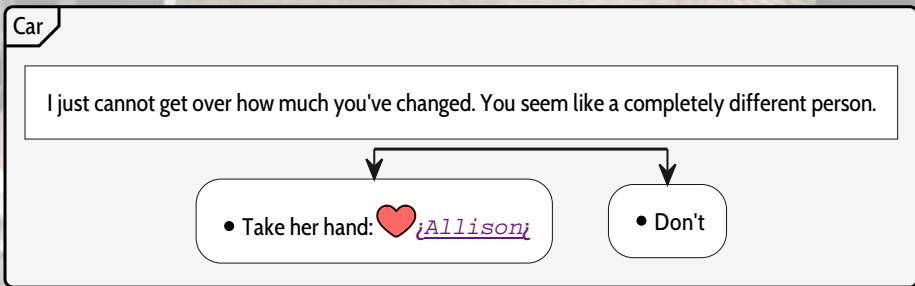 Car
I just cannot get over how much you've changed. You seem like a completely different person.
• Take her hand: ¿Allison¿
• Don't